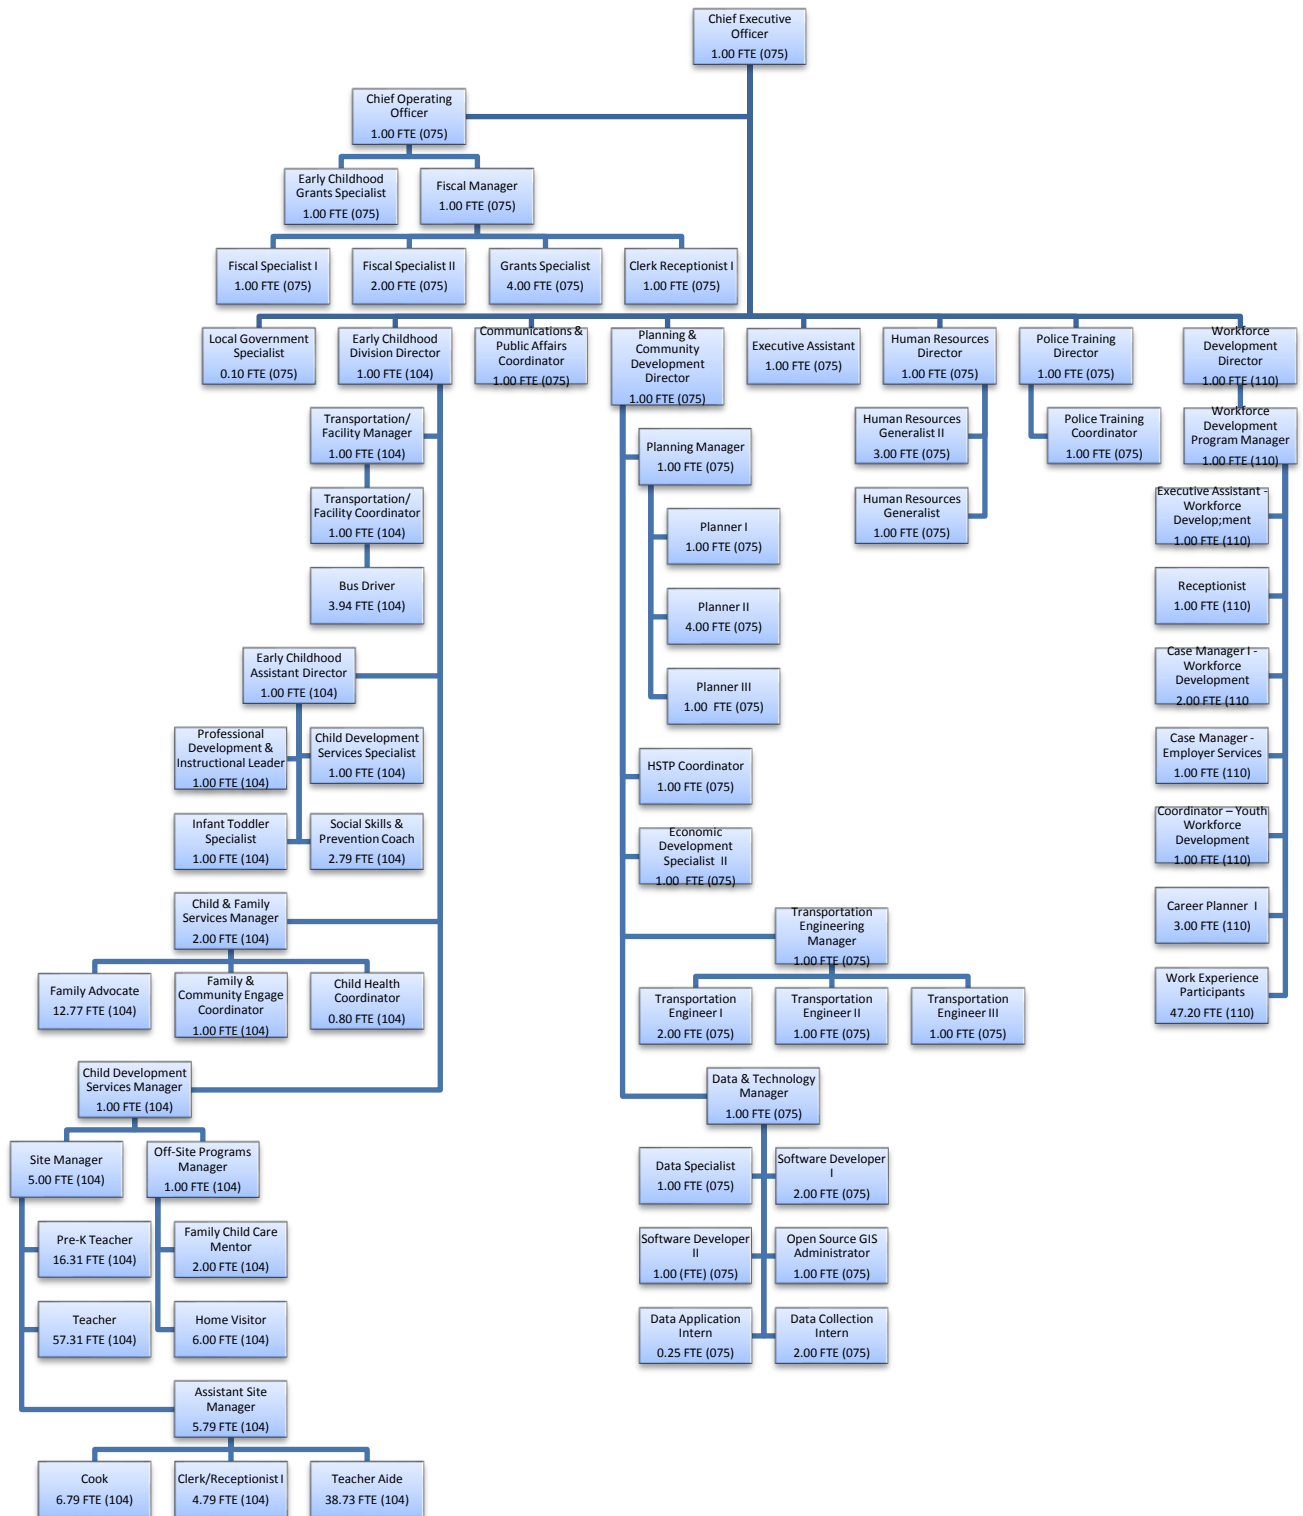 Chief Executive
Officer
1.00 FTE (075)
Chief Operating
Officer
1.00 FTE (075)
Early Childhood
Grants Specialist
1.00 FTE (075)
Fiscal Manager
1.00 FTE (075)
Fiscal Specialist I
1.00 FTE (075)
Fiscal Specialist II
2.00 FTE (075)
Grants Specialist
4.00 FTE (075)
Clerk Receptionist I
1.00 FTE (075)
Local Government
Specialist
0.10 FTE (075)
Early Childhood
Division Director
1.00 FTE (104)
Communications &
Public Affairs
Coordinator
1.00 FTE (075)
Planning &
Community
Development
Director
1.00 FTE (075)
Executive Assistant
1.00 FTE (075)
Human Resources
Director
1.00 FTE (075)
Police Training
Director
1.00 FTE (075)
Workforce
Development
Director
1.00 FTE (110)
Transportation/
Facility Manager
1.00 FTE (104)
Transportation/
Facility Coordinator
1.00 FTE (104)
Bus Driver
3.94 FTE (104)
Early Childhood
Assistant Director
1.00 FTE (104)
Professional
Development &
Instructional Leader
1.00 FTE (104)
Child Development
Services Specialist
1.00 FTE (104)
Infant Toddler
Specialist
1.00 FTE (104)
Social Skills &
Prevention Coach
2.79 FTE (104)
Child & Family
Services Manager
2.00 FTE (104)
Family Advocate
12.77 FTE (104)
Family &
Community Engage
Coordinator
1.00 FTE (104)
Child Health
Coordinator
0.80 FTE (104)
Child Development
Services Manager
1.00 FTE (104)
Site Manager
5.00 FTE (104)
Off-Site Programs
Manager
1.00 FTE (104)
Pre-K Teacher
16.31 FTE (104)
Family Child Care
Mentor
2.00 FTE (104)
Teacher
57.31 FTE (104)
Home Visitor
6.00 FTE (104)
Assistant Site
Manager
5.79 FTE (104)
Cook
6.79 FTE (104)
Clerk/Receptionist I
4.79 FTE (104)
Teacher Aide
38.73 FTE (104)
Planning Manager
1.00 FTE (075)
Planner I
1.00 FTE (075)
Planner II
4.00 FTE (075)
Planner III
1.00  FTE (075)
HSTP Coordinator
1.00 FTE (075)
Economic
Development
Specialist  II
1.00  FTE (075)
Transportation
Engineering
Manager
1.00 FTE (075)
Transportation
Engineer I
2.00 FTE (075)
Transportation
Engineer II
1.00 FTE (075)
Transportation
Engineer III
1.00 FTE (075)
Data & Technology
Manager
1.00 FTE (075)
Data Specialist
1.00 FTE (075)
Software Developer
I
2.00 FTE (075)
Software Developer
II
1.00 (FTE) (075)
Open Source GIS
Administrator
1.00 FTE (075)
Data Application
Intern
0.25 FTE (075)
Data Collection
Intern
2.00 FTE (075)
Human Resources
Generalist II
3.00 FTE (075)
Human Resources
Generalist
1.00 FTE (075)
Police Training
Coordinator
1.00 FTE (075)
Workforce
Development
Program Manager
1.00 FTE (110)
Executive Assistant -
Workforce
Develop;ment
1.00 FTE (110)
Receptionist
1.00 FTE (110)
Case Manager I -
Workforce
Development
2.00 FTE (110
Case Manager -
Employer Services
1.00 FTE (110)
Coordinator – Youth
Workforce
Development
1.00 FTE (110)
Career Planner  I
3.00 FTE (110)
Work Experience
Participants
47.20 FTE (110)